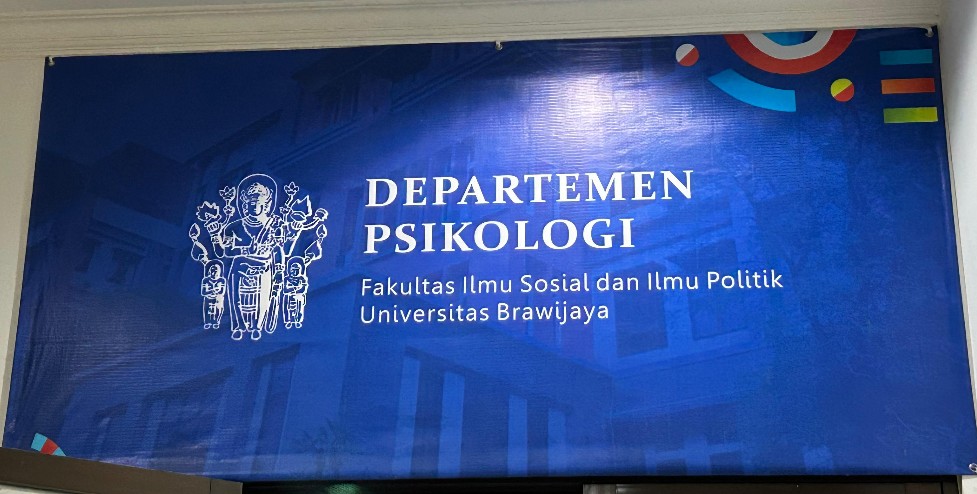 DEPARTEMEN
PSIKOLOGI
Fakultas Ilmu Sosial dan Ilmu Politik
Universitas Brawijaya